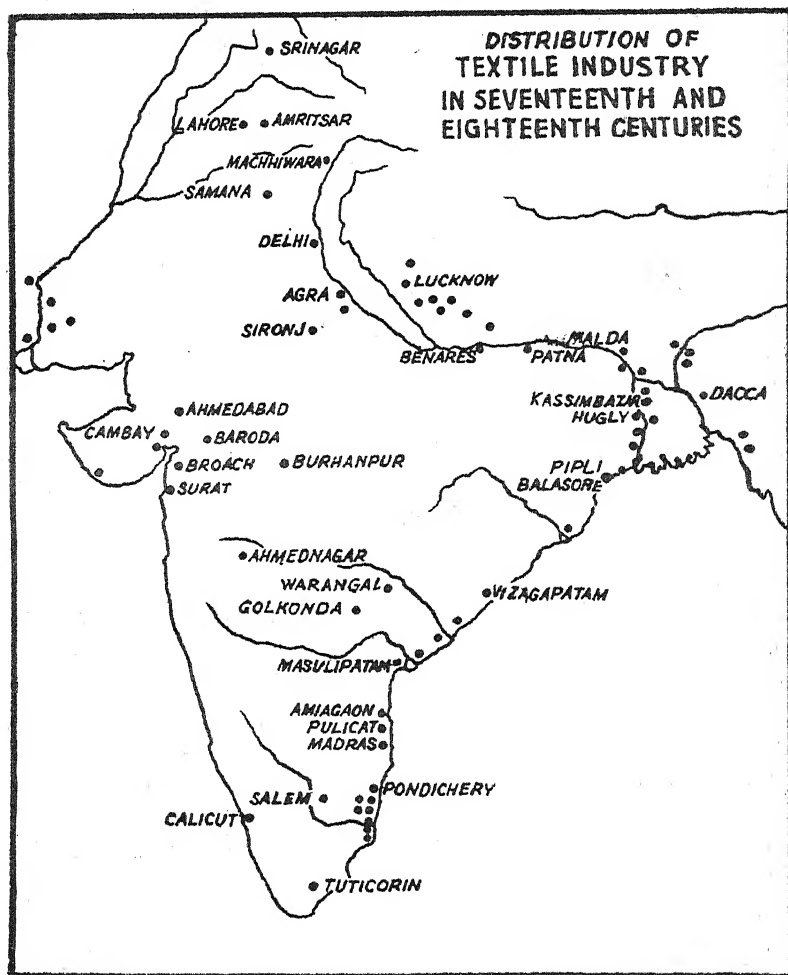 DISTRIBUTION OF
TEXTILE INDUSTRY
IN SEVENTEENTH AND
EIGHTEENTH CENTURIES
SRINAGAR
LAHORE
AMRITSAR
MACHHIWARA
SAMANA
DELHI
LUCKNOW
AGRA
SIRONJ
BENARES
PATNA
MALDA
KASSIMBAZAR
HUGLY
DACCA
AHMEDABAD
CAMBAY
BARODA
BROACH
BURHANPUR
SURAT
PIPLI
BALASORE
AHMEDNAGAR
WARANGAL
GOLKONDA
VIZAGAPATAM
MASULIPATAM
AMIAGAON
PULICAT
MADRAS
PONDICHERY
SALEM
CALICUT
TUTICORIN